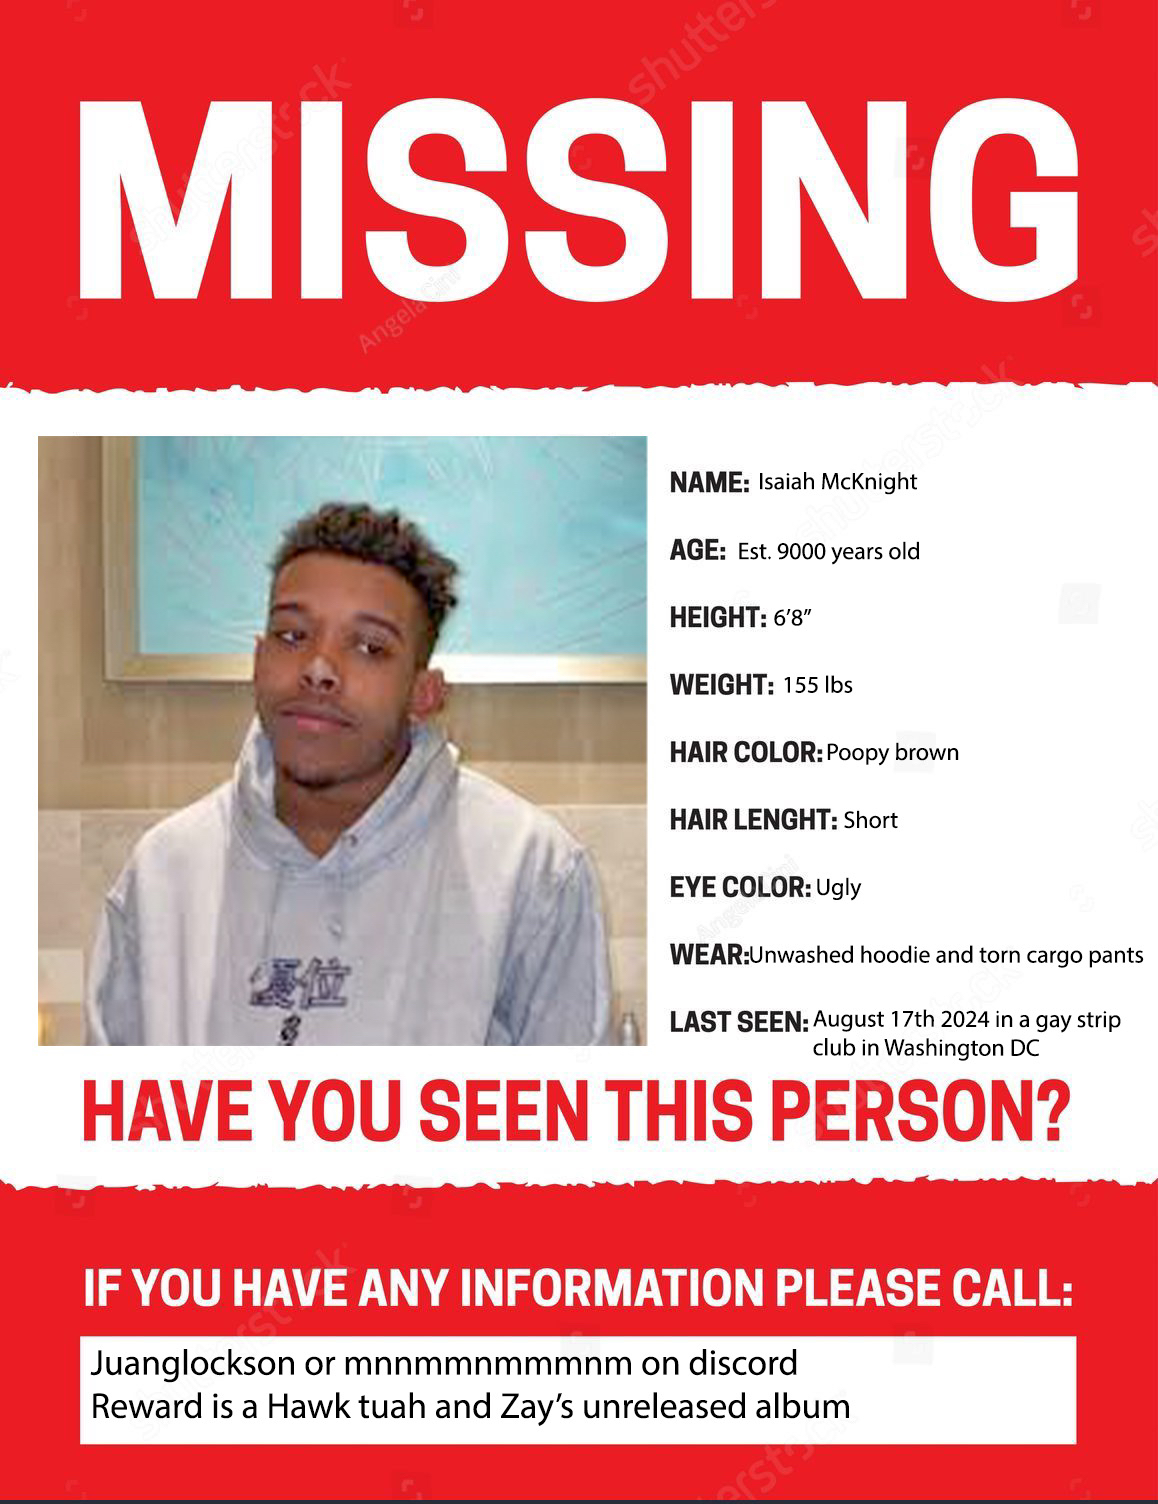 MISSING
NAME: Isaiah McKnight
AGE: Est. 9000 years old
HEIGHT: 6'8"
WEIGHT: 155 lbs
HAIR COLOR: Poopy brown
HAIR LENGHT: Short
EYE COLOR: Ugly
WEAR:Unwashed hoodie and torn cargo pants
LAST SEEN: August 17th 2024 in a gay strip
club in Washington DC
HAVE YOU SEEN THIS PERSON?
IF YOU HAVE ANY INFORMATION PLEASE CALL:
Juanglockson or mnnmmnmmmnm on discord
Reward is a Hawk tuah and Zay's unreleased album
shutterstock
AngelaCini